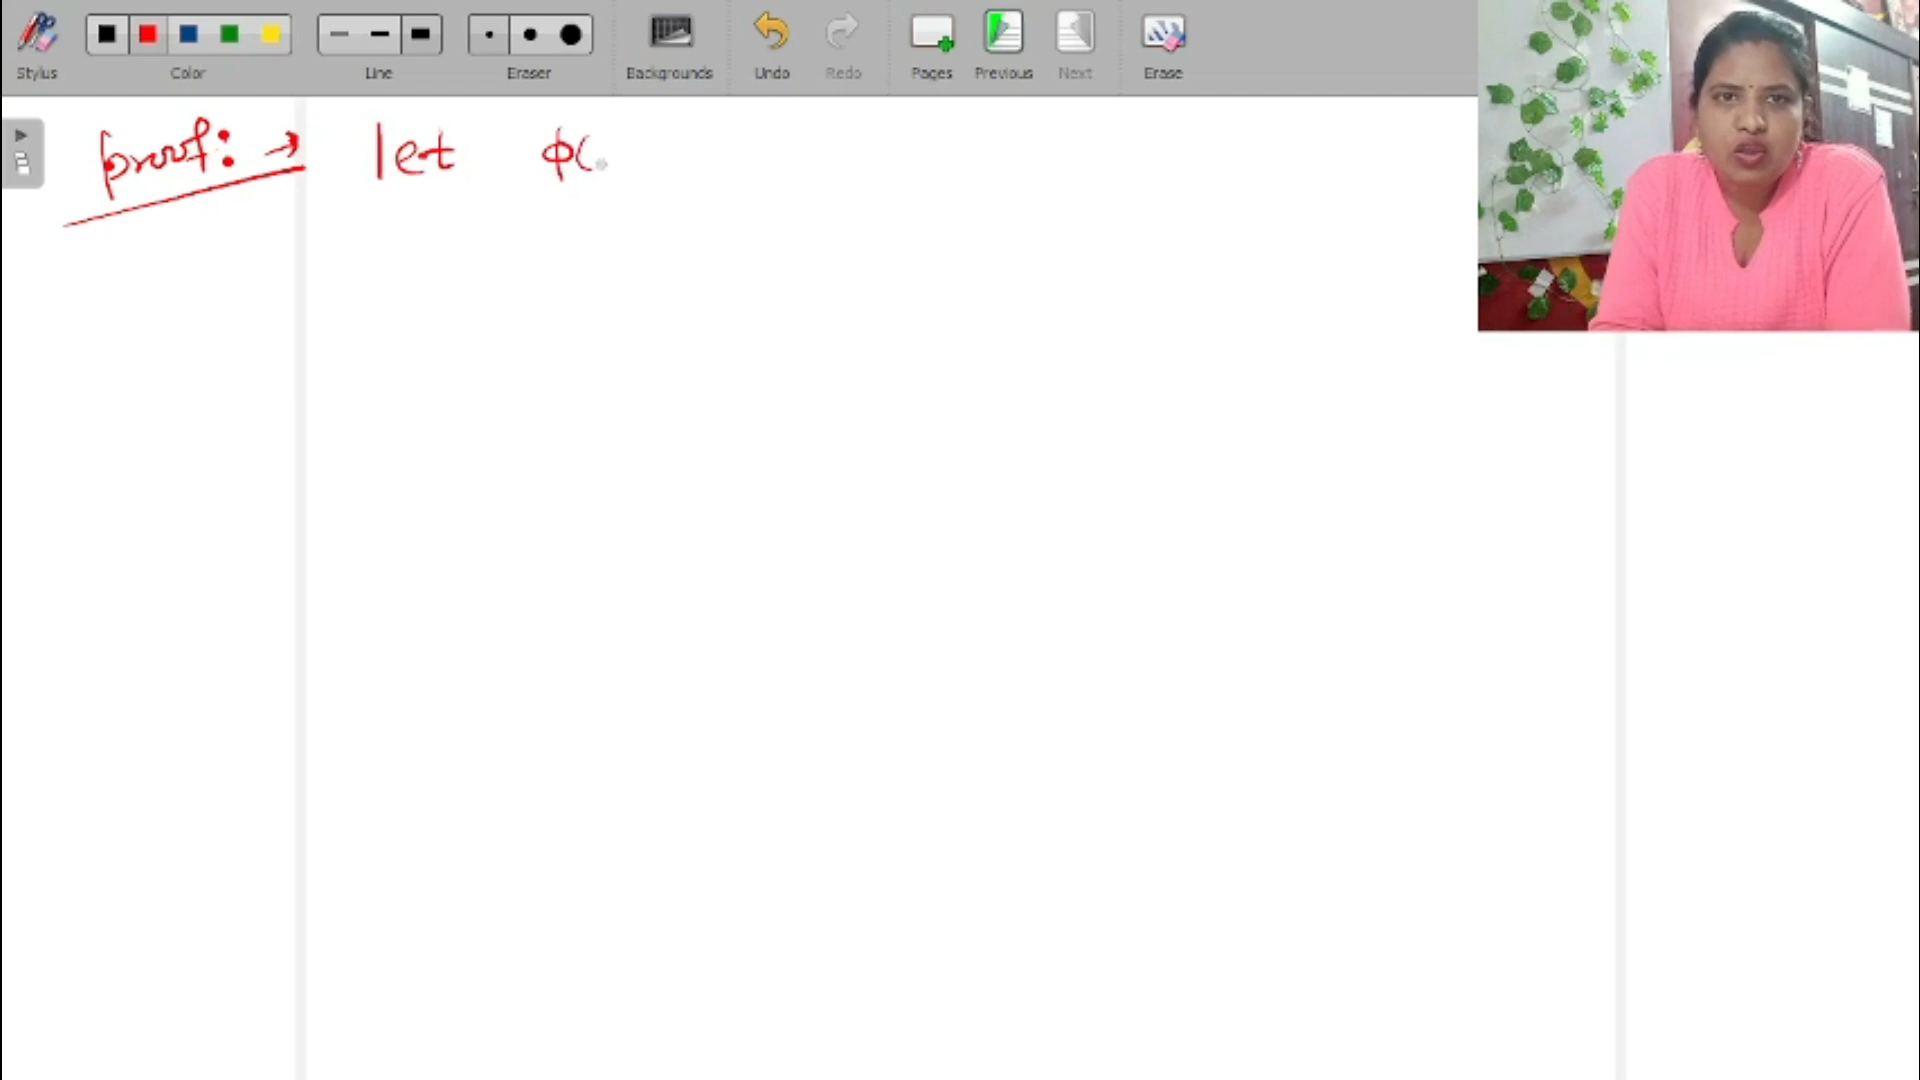 Stylus Color Line Eraser Backgrounds Undo Redo Pages Previous Next Erase
proof: → let ϕ(